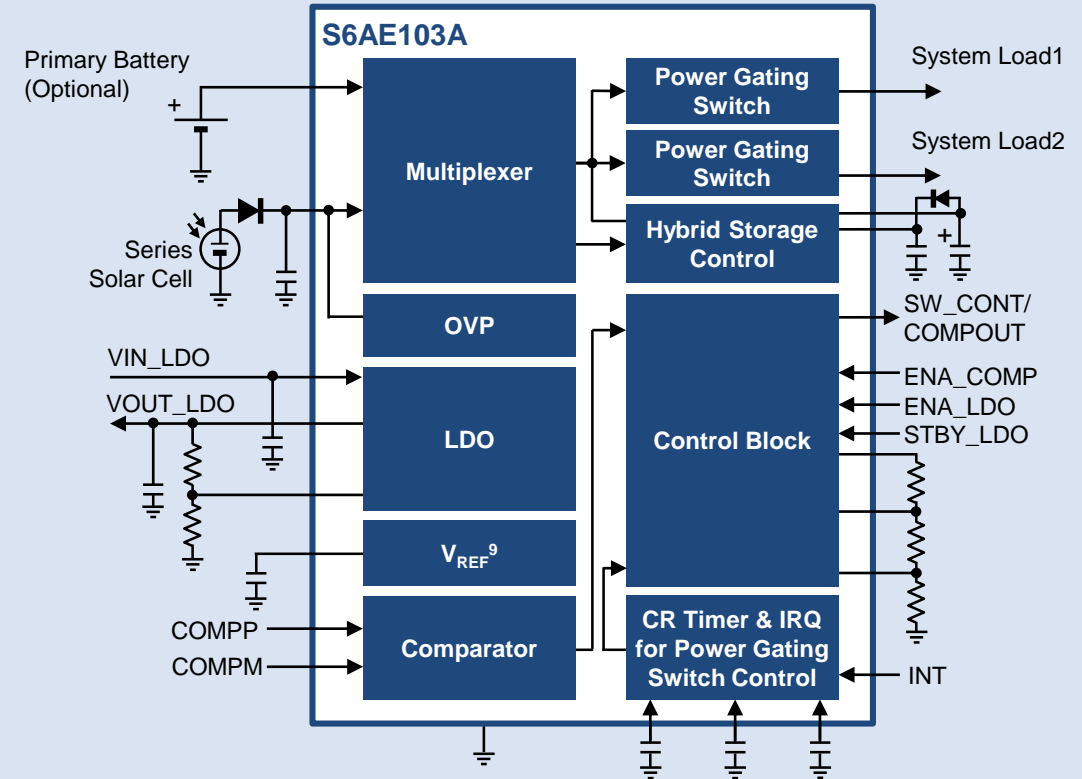 S6AE103A
Primary Battery
(Optional)
+
Series
Solar Cell
VIN_LDO
VOUT_LDO
COMPP
COMPM
Multiplexer
OVP
LDO
VREF9
Comparator
Power Gating
Switch
Power Gating
Switch
Hybrid Storage
Control
Control Block
CR Timer & IRQ
for Power Gating
Switch Control
System Load1
System Load2
+
SW_CONT/
COMPOUT
ENA_COMP
ENA_LDO
STBY_LDO
INT